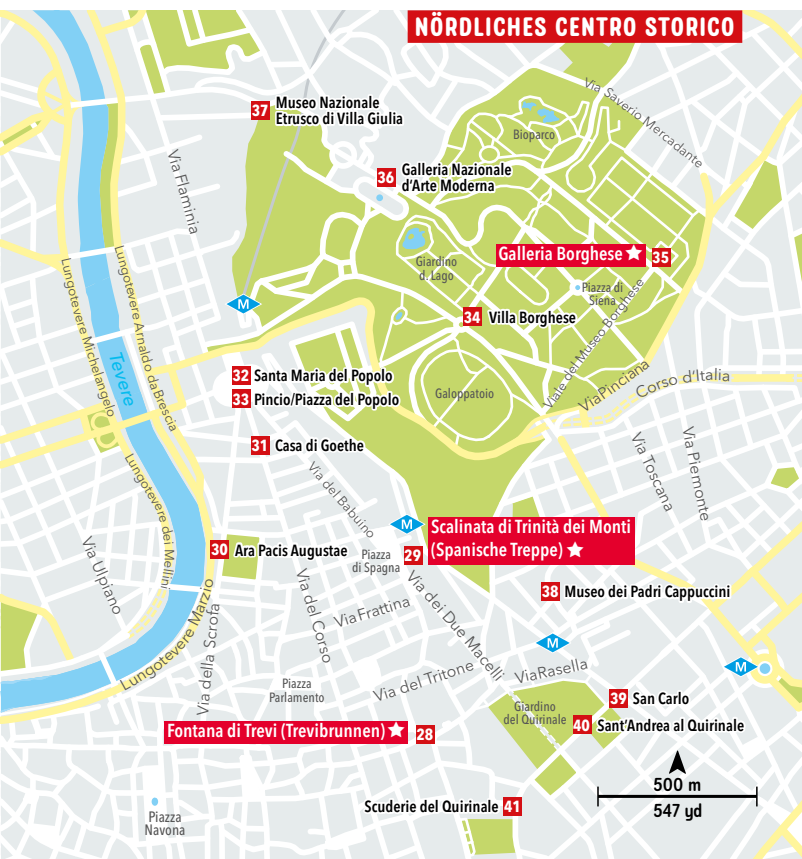 NÖRDLICHES CENTRO STORICO
Via Saverio Mercadante
37 Museo Nazionale
Etrusco di Villa Giulia
Bioparco
Via Flaminia
36 Galleria Nazionale
d'Arte Moderna
Galleria Borghese 35
Giardino
d. Lago
Piazza di
Siena
Lungotevere Michelangelo
Lungotevere Arnaldo da Brescia
M
34 Villa Borghese
Viale del Museo Borghese
Tevere
32 Santa Maria del Popolo
33 Pincio/Piazza del Popolo
Galoppatoio
Via Pinciana
Corso d'Italia
31 Casa di Goethe
Via del Babuino
Via Toscana
Via Piemonte
Lungotevere dei Mellini
M
Scalinata di Trinità dei Monti
(Spanische Treppe)
29
30 Ara Pacis Augustae
Piazza
di Spagna
Via Ulpiano
38 Museo dei Padri Cappuccini
Via del Corso
Via Frattina
Via dei Due Macelli
Lungotevere Marzio
Via della Scrofa
M
M
Via del Tritone
Via Rasella
Piazza
Parlamento
39 San Carlo
Giardino
del Quirinale
40 Sant'Andrea al Quirinale
Fontana di Trevi (Trevibrunnen) 28
500 m
547 yd
Scuderie del Quirinale 41
Piazza
Navona